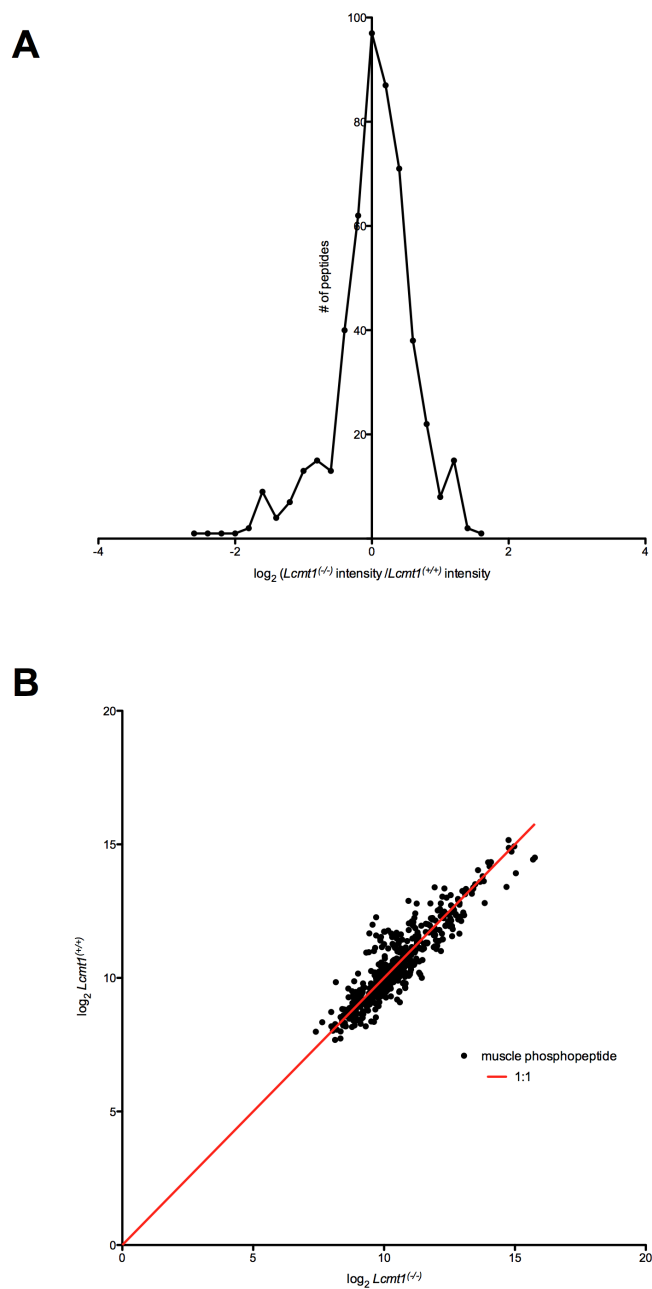 A
100
80
60
40
20
# of peptides
-4 -2 0 2 4
log2 (Lcmt1(-/-) intensity /Lcmt1(+/+) intensity
B
20
15
10
5
0
log2 Lcmt1(+/+)
muscle phosphopeptide
1:1
0 5 10 15 20
log2 Lcmt1(-/-)